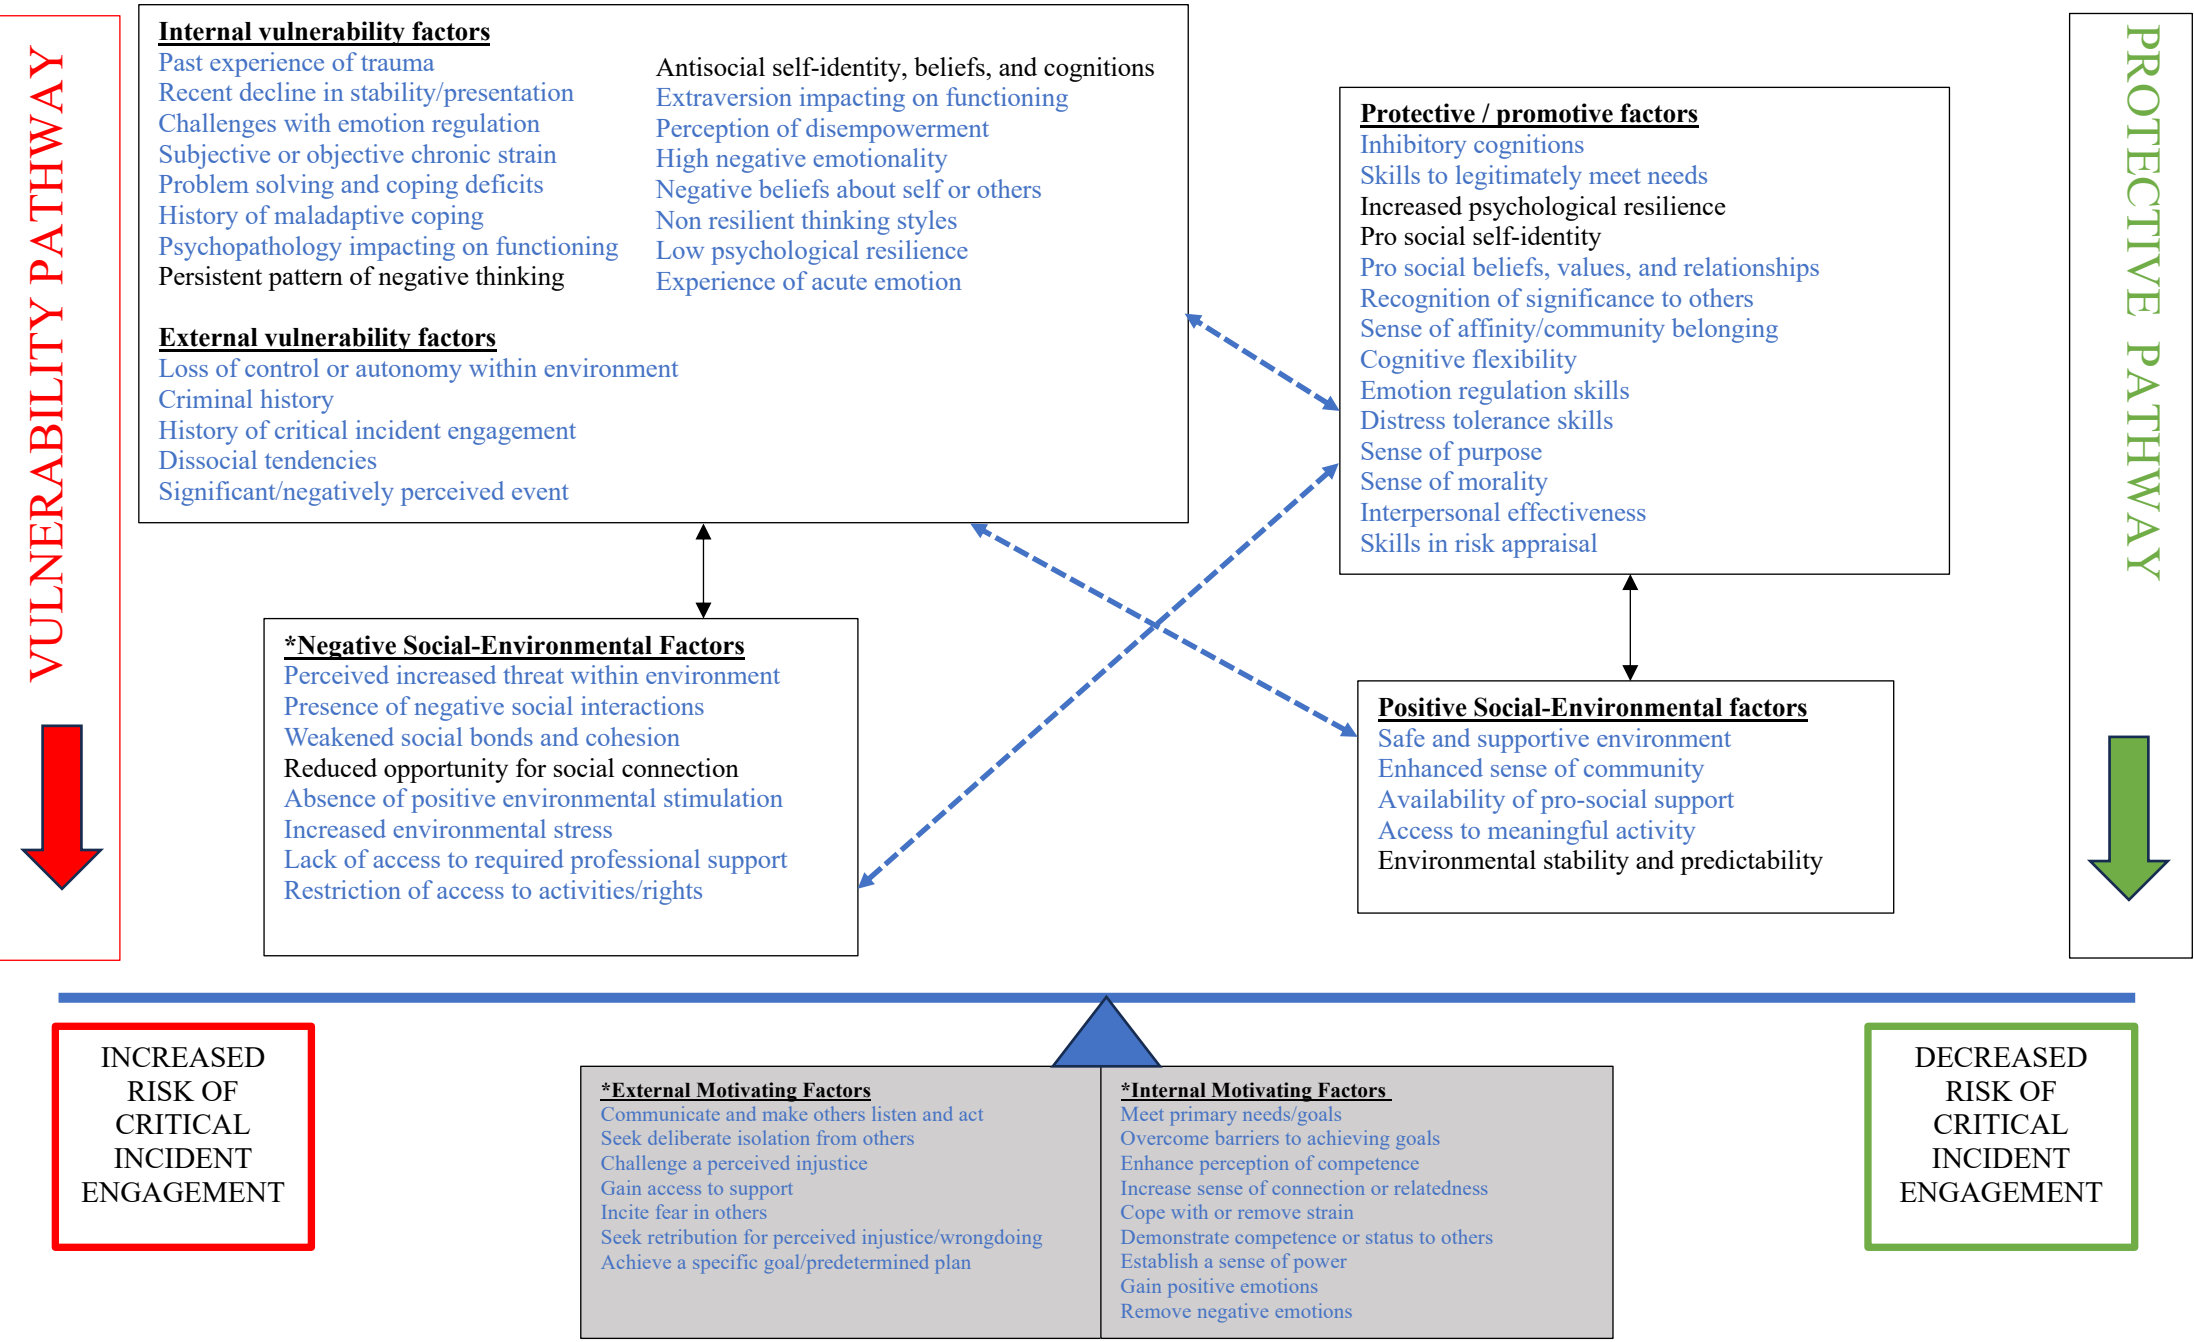 VULNERABILITY PATHWAY
Internal vulnerability factors
Past experience of trauma
Recent decline in stability/presentation
Challenges with emotion regulation
Subjective or objective chronic strain
Problem solving and coping deficits
History of maladaptive coping
Psychopathology impacting on functioning
Persistent pattern of negative thinking
Antisocial self-identity, beliefs, and cognitions
Extraversion impacting on functioning
Perception of disempowerment
High negative emotionality
Negative beliefs about self or others
Non resilient thinking styles
Low psychological resilience
Experience of acute emotion
External vulnerability factors
Loss of control or autonomy within environment
Criminal history
History of critical incident engagement
Dissocial tendencies
Significant/negatively perceived event
Protective / promotive factors
Inhibitory cognitions
Skills to legitimately meet needs
Increased psychological resilience
Pro social self-identity
Pro social beliefs, values, and relationships
Recognition of significance to others
Sense of affinity/community belonging
Cognitive flexibility
Emotion regulation skills
Distress tolerance skills
Sense of purpose
Sense of morality
Interpersonal effectiveness
Skills in risk appraisal
PROTECTIVE PATHWAY
*Negative Social-Environmental Factors
Perceived increased threat within environment
Presence of negative social interactions
Weakened social bonds and cohesion
Reduced opportunity for social connection
Absence of positive environmental stimulation
Increased environmental stress
Lack of access to required professional support
Restriction of access to activities/rights
Positive Social-Environmental factors
Safe and supportive environment
Enhanced sense of community
Availability of pro-social support
Access to meaningful activity
Environmental stability and predictability
INCREASED
RISK OF
CRITICAL
INCIDENT
ENGAGEMENT
*External Motivating Factors
Communicate and make others listen and act
Seek deliberate isolation from others
Challenge a perceived injustice
Gain access to support
Incite fear in others
Seek retribution for perceived injustice/wrongdoing
Achieve a specific goal/predetermined plan
*Internal Motivating Factors
Meet primary needs/goals
Overcome barriers to achieving goals
Enhance perception of competence
Increase sense of connection or relatedness
Cope with or remove strain
Demonstrate competence or status to others
Establish a sense of power
Gain positive emotions
Remove negative emotions
DECREASED
RISK OF
CRITICAL
INCIDENT
ENGAGEMENT